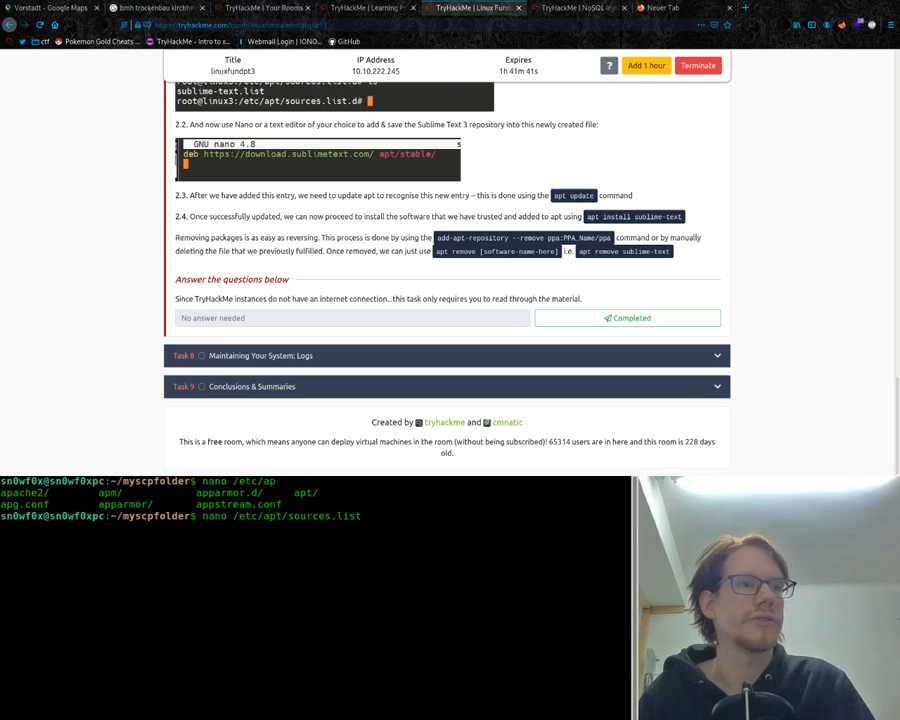 Vorstadt - Google Maps
bmh trockenbau kirchh
TryHackMe | Your Rooms
TryHackMe | Learning F
TryHackMe | Linux Fund
TryHackMe | NoSQL in
Neuer Tab
ctf
Pokemon Gold Cheats ...
TryHackMe - Intro to x...
Webmail Login | IONO...
GitHub
Title
IP Address
Expires
linuxfundpt3
10.10.222.245
1h 41m 41s
?
Add 1 hour
Terminate
sublime-text.list
root@linux3:/etc/apt/sources.list.d#
2.2. And now use Nano or a text editor of your choice to add & save the Sublime Text 3 repository into this newly created file:
GNU nano 4.8
s
deb https://download.sublimetext.com/ apt/stable/
2.3. After we have added this entry, we need to update apt to recognise this new entry -- this is done using the apt update command
2.4. Once successfully updated, we can now proceed to install the software that we have trusted and added to apt using apt install sublime-text
Removing packages is as easy as reversing. This process is done by using the add-apt-repository --remove ppa:PPA_Name/ppa command or by manually
deleting the file that we previously fulfilled. Once removed, we can just use apt remove [software-name-here] i.e. apt remove sublime-text
Answer the questions below
Since TryHackMe instances do not have an internet connection...this task only requires you to read through the material.
No answer needed
Completed
Task 8 Maintaining Your System: Logs
Task 9 Conclusions & Summaries
Created by tryhackme and cmnatic
This is a free room, which means anyone can deploy virtual machines in the room (without being subscribed)! 65314 users are in here and this room is 228 days
old.
sn0wf0x@sn0wf0xpc:~/myscpfolder$ nano /etc/ap
apache2/ apm/ apparmor.d/ apt/
apg.conf apparmor/ appstream.conf
sn0wf0x@sn0wf0xpc:~/myscpfolder$ nano /etc/apt/sources.list